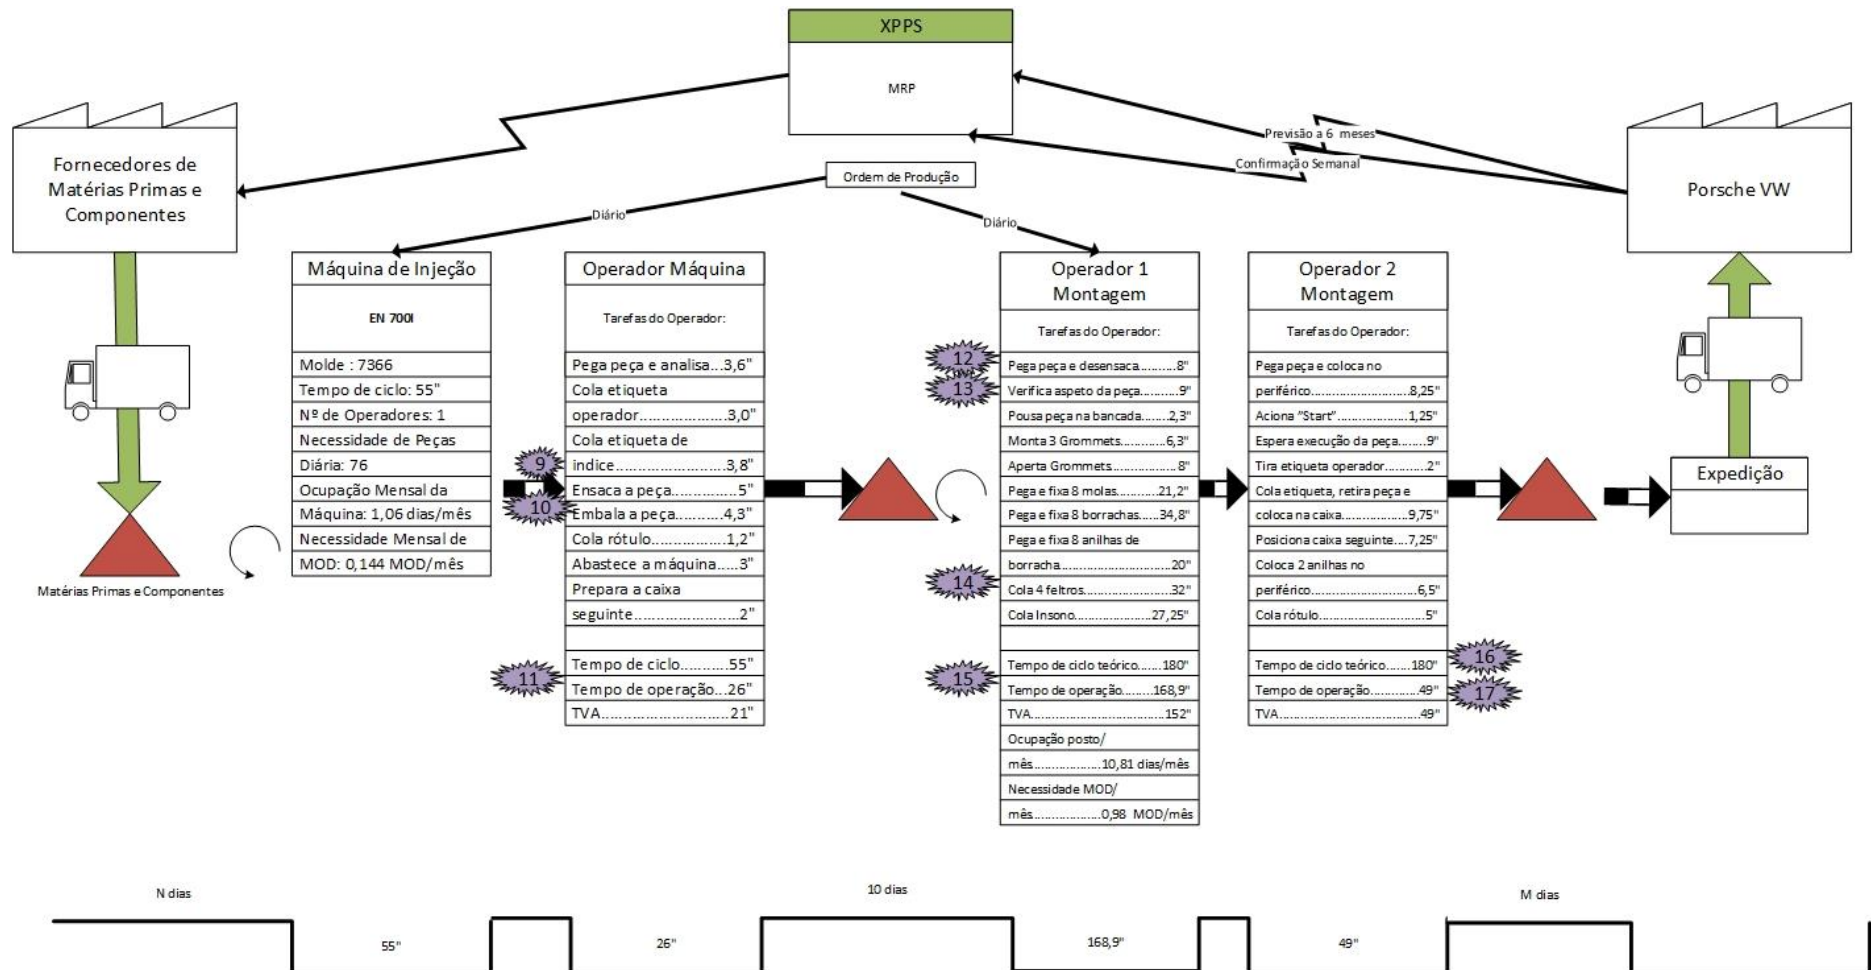 XPPS
MRP
Fornecedores de
Matérias Primas e
Componentes
Previsão a 6 meses
Confirmação Semanal
Porsche VW
Ordem de Produção
Diário
Diário
Máquina de Injeção
EN 700I
Molde : 7366
Tempo de ciclo: 55"
Nº de Operadores: 1
Necessidade de Peças
Diária: 76
Ocupação Mensal da
Máquina: 1,06 dias/mês
Necessidade Mensal de
MOD: 0,144 MOD/mês
Matérias Primas e Componentes
Operador Máquina
Tarefas do Operador:
Pega peça e analisa...3,6"
Cola etiqueta
operador....................3,0"
Cola etiqueta de
9
indice.........................3,8"
Ensaca a peça..........5"
10
Embala a peça..........4,3"
Cola rótulo.................1,2"
Abastece a máquina.....3"
Prepara a caixa
seguinte.......................2"
Tempo de ciclo..........55"
11
Tempo de operação...26"
TVA..............................21"
Operador 1
Montagem
Tarefas do Operador:
12
Pega peça e desensaca..........8"
13
Verifica aspeto da peça..........9"
Pousa peça na bancada.......2,3"
Monta 3 Grommets............6,3"
Aperta Grommets..................8"
Pega e fixa 8 molas...........21,2"
Pega e fixa 8 borrachas...34,8"
Pega e fixa 8 anilhas de
borracha.............................20"
14
Cola 4 feltros.....................32"
Cola Insono.....................27,25"
Tempo de ciclo teórico.....180"
15
Tempo de operação.......168,9"
TVA....................................152"
Ocupação posto/
mês...................10,81 dias/mês
Necessidade MOD/
mês...................0,98 MOD/mês
Operador 2
Montagem
Tarefas do Operador:
Pega peça e coloca no
periférico.........................8,25"
Aciona "Start"...................1,25"
Espera execução da peça.......9"
Tira etiqueta operador..........2"
Cola etiqueta, retira peça e
coloca na caixa................9,75"
Posiciona caixa seguinte....7,25"
Coloca 2 anilhas no
periférico...........................6,5"
Cola rótulo...........................5"
Tempo de ciclo teórico.....180"
16
Tempo de operação..........49"
17
TVA.....................................49"
Expedição
N dias
10 dias
M dias
55"
26"
168,9"
49"